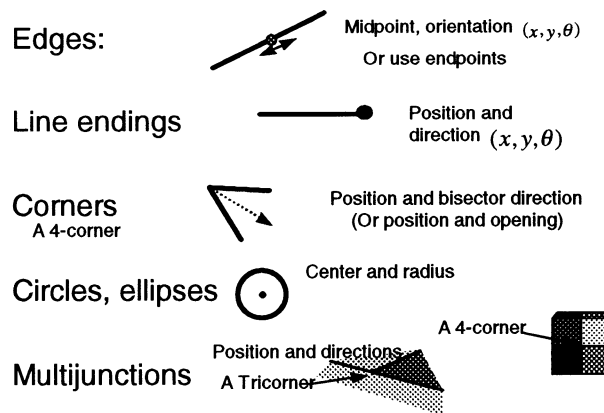 Edges:
Midpoint, orientation (x, y, θ)
Or use endpoints
Line endings
Position and
direction (x, y, θ)
Corners
A 4-corner
Position and bisector direction
(Or position and opening)
Circles, ellipses
Center and radius
A 4-corner
Multijunctions
Position and directions
A Tricorner